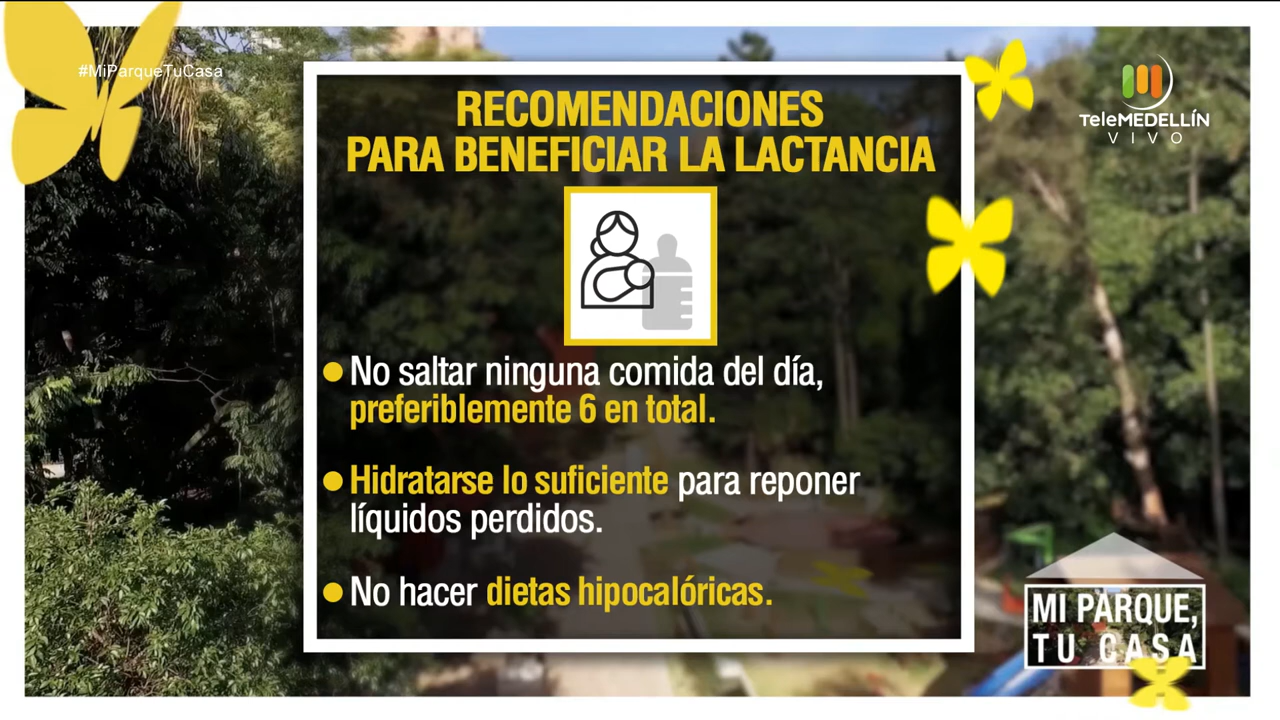 #MiParqueTuCasa
TeleMEDELLÍN
VIVO
RECOMENDACIONES
PARA BENEFICIAR LA LACTANCIA
No saltar ninguna comida del día,
preferiblemente 6 en total.
Hidratarse lo suficiente para reponer
líquidos perdidos.
No hacer dietas hipocalóricas.
MI PARQUE,
TU CASA